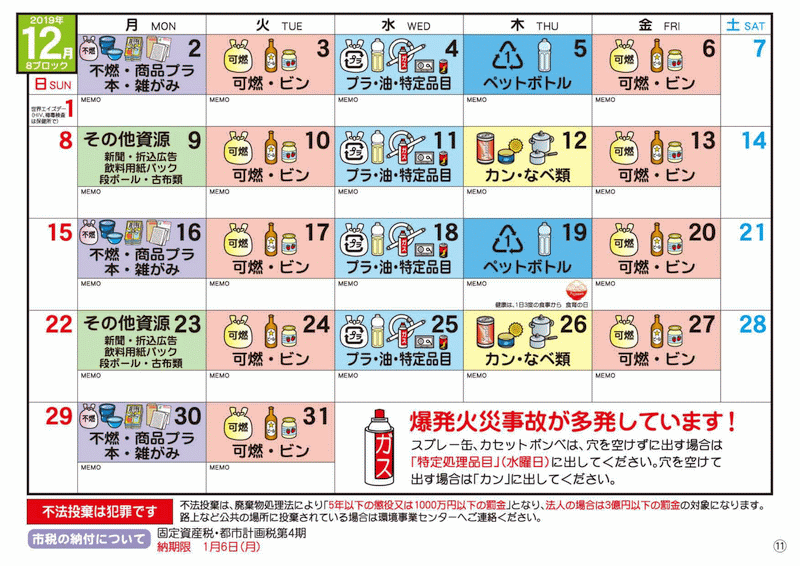 2019年
12月
8ブロック
月 MON
火 TUE
水 WED
木 THU
金 FRI
土 SAT
日 SUN
世界エイズデー
1
不燃
2
不燃・商品プラ
本・雑がみ
MEMO
可燃
3
可燃・ビン
MEMO
プラ
ガス
4
プラ・油・特定品目
MEMO
1
5
ペットボトル
MEMO
可燃
6
可燃・ビン
MEMO
7
8
その他資源 9
新聞・折込広告
飲料用紙パック
段ボール・古布類
MEMO
可燃
10
可燃・ビン
MEMO
プラ
ガス
11
プラ・油・特定品目
MEMO
12
カン・なべ類
MEMO
可燃
13
可燃・ビン
MEMO
14
15
不燃
16
不燃・商品プラ
本・雑がみ
MEMO
可燃
17
可燃・ビン
MEMO
プラ
ガス
18
プラ・油・特定品目
MEMO
1
19
ペットボトル
MEMO
健康は、1日3度の食事から 食育の日
可燃
20
可燃・ビン
MEMO
21
22
その他資源 23
新聞・折込広告
飲料用紙パック
段ボール・古布類
MEMO
可燃
24
可燃・ビン
MEMO
プラ
ガス
25
プラ・油・特定品目
MEMO
26
カン・なべ類
MEMO
可燃
27
可燃・ビン
MEMO
28
29
不燃
30
不燃・商品プラ
本・雑がみ
MEMO
可燃
31
可燃・ビン
MEMO
ガス
爆発火災事故が多発しています！
スプレー缶、カセットボンベは、穴を空けずに出す場合は
「特定処理品目」(水曜日)に出してください。穴を空けて
出す場合は「カン」に出してください。
不法投棄は犯罪です
不法投棄は、廃棄物処理法により「5年以下の懲役又は1000万円以下の罰金」となり、法人の場合は3億円以下の罰金の対象になります。
路上など公共の場所に投棄されている場合は環境事業センターへご連絡ください。
市税の納付について
固定資産税・都市計画税第4期
納期限 1月6日(月)
11